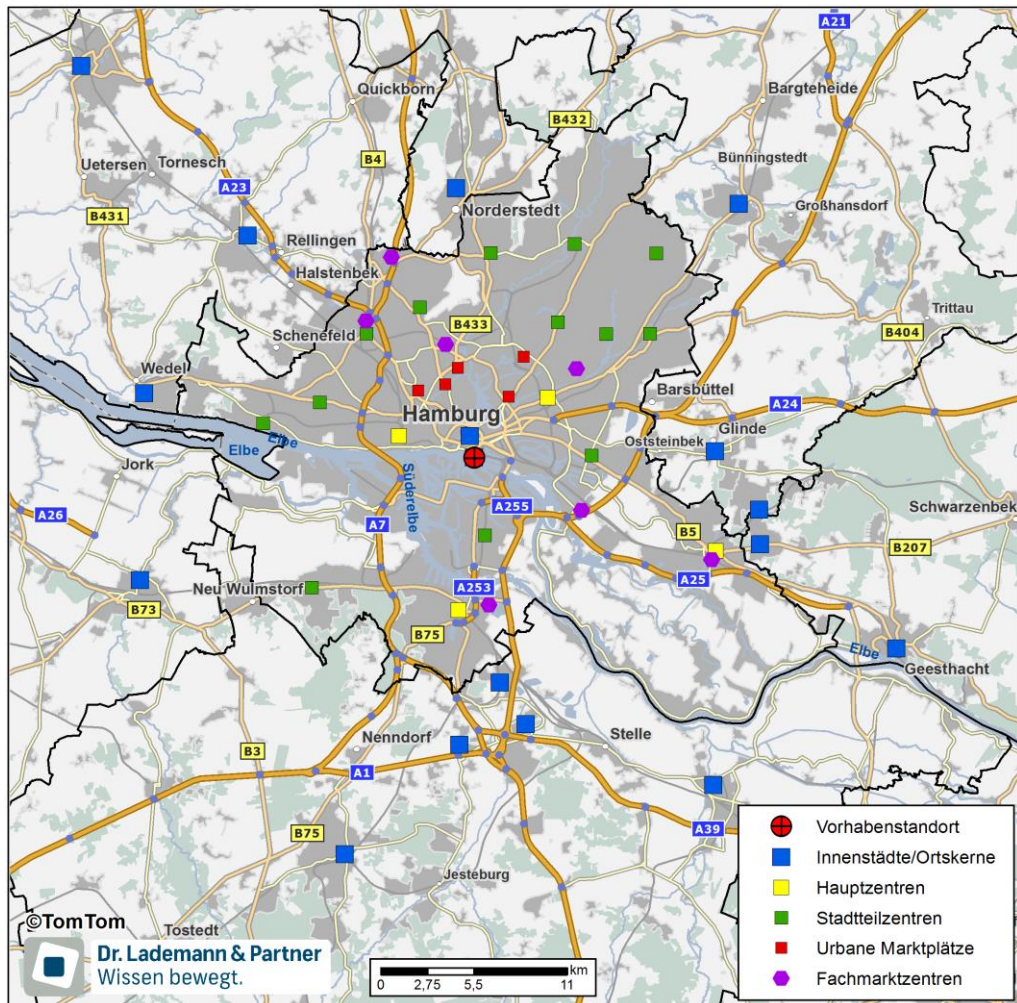 A21
Quickborn
Bargteheide
B432
B4
Bünningstedt
Tornesch
Uetersen
A23
Großhansdorf
B431
Norderstedt
Rellingen
Halstenbek
Trittau
B433
B404
Schenefeld
Wedel
Barsbüttel
A24
Hamburg
Glinde
Oststeinbek
Elbe
Elbe
Jork
Süderelbe
A26
A7
A255
Schwarzenbek
B5
B207
A25
Neu Wulmstorf
A253
B73
B75
Elbe
Geesthacht
Nenndorf
Stelle
B3
A1
A39
B75
Jesteburg
Tostedt
Vorhabenstandort
Innenstädte/Ortskerne
Hauptzentren
Stadtteilzentren
Urbane Marktplätze
Fachmarktzentren
©TomTom
Dr. Lademann & Partner
Wissen bewegt.
km
0 2,75 5,5 11